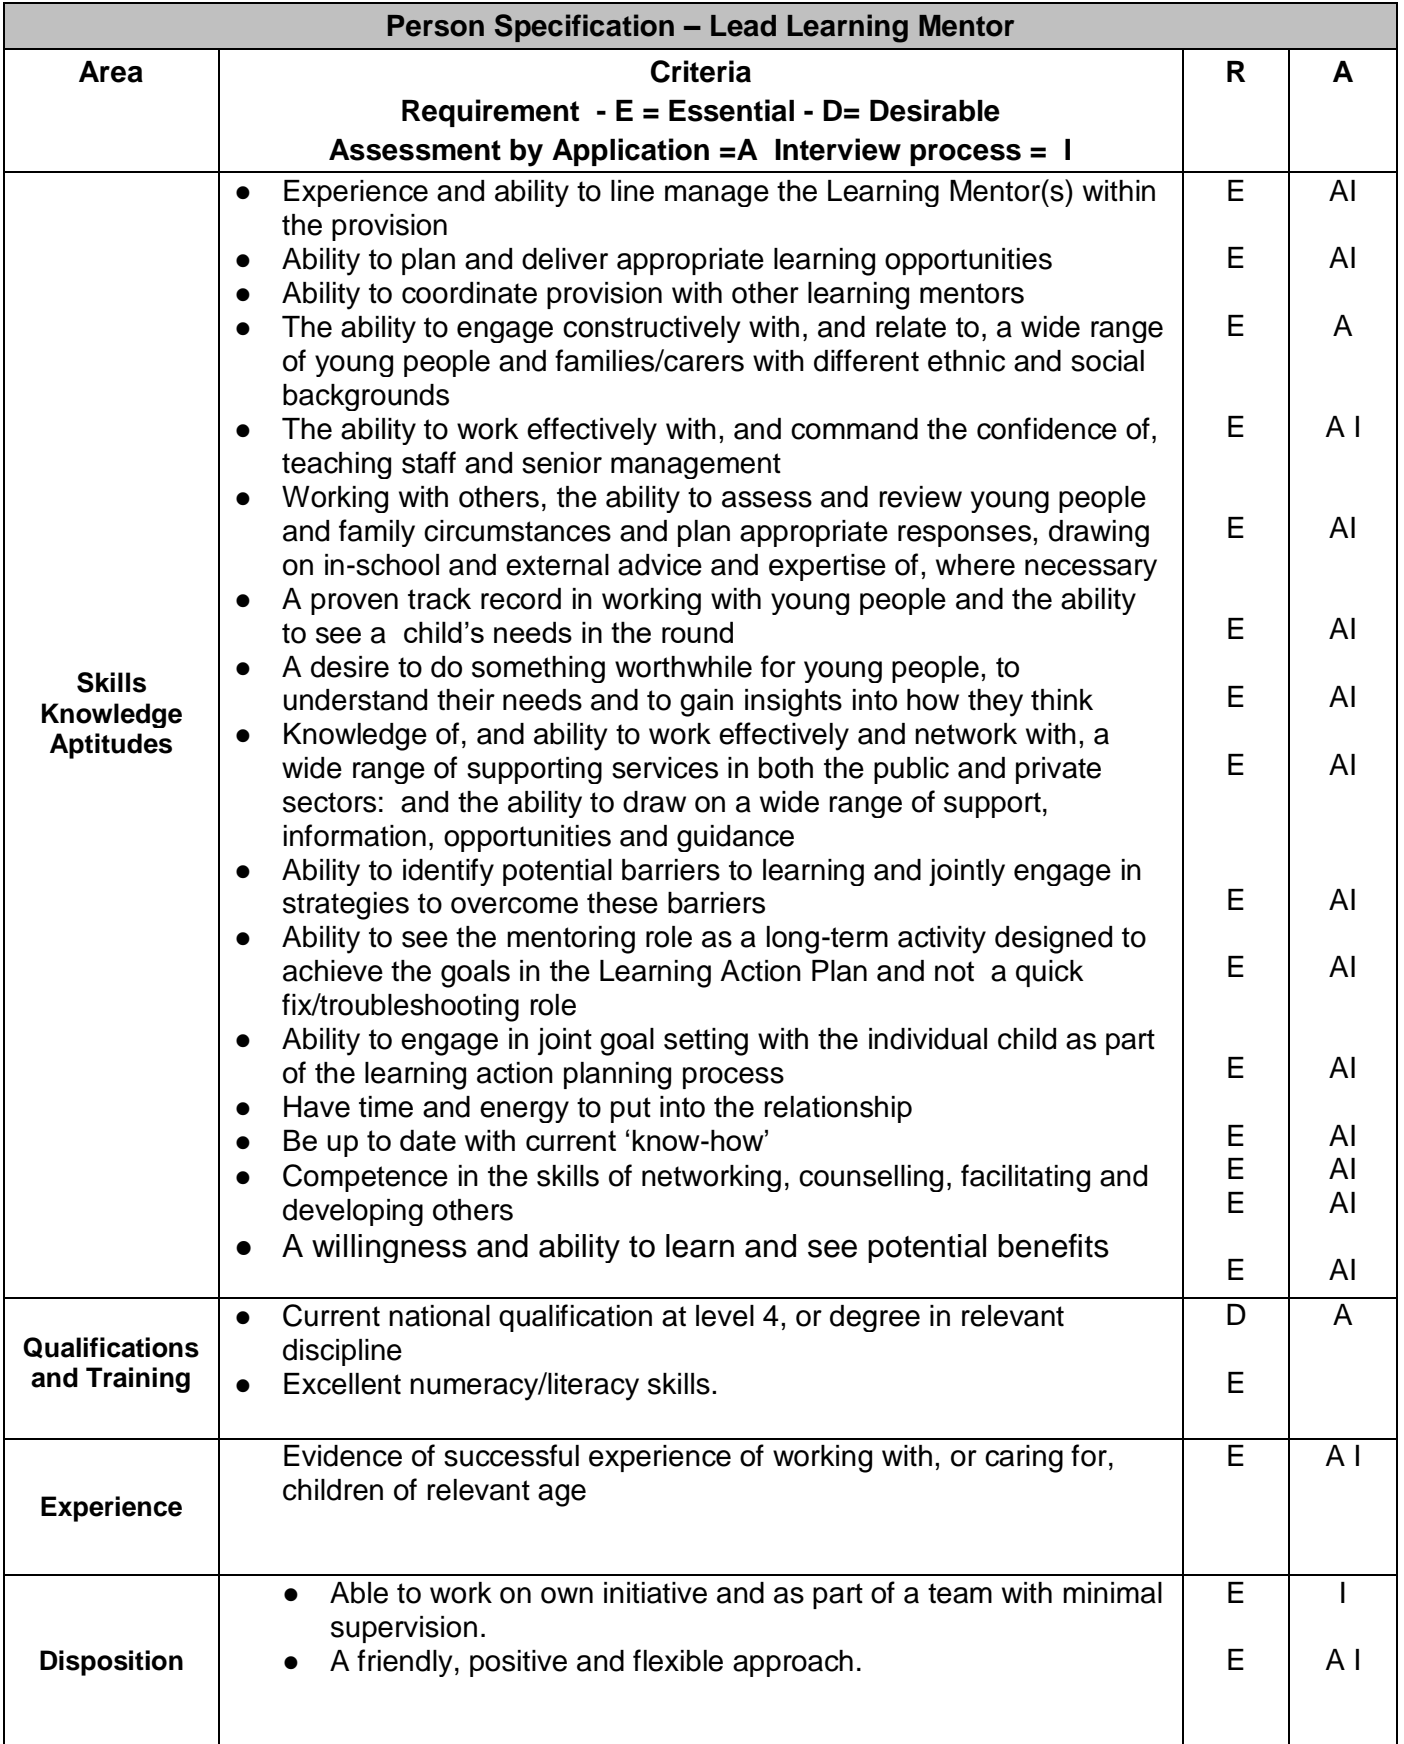 Person Specification – Lead Learning Mentor
Area Criteria R A
Requirement - E = Essential - D= Desirable
Assessment by Application =A Interview process = I
Skills
Knowledge
Aptitudes
● Experience and ability to line manage the Learning Mentor(s) within E AI
the provision
● Ability to plan and deliver appropriate learning opportunities E AI
● Ability to coordinate provision with other learning mentors
● The ability to engage constructively with, and relate to, a wide range E A
of young people and families/carers with different ethnic and social
backgrounds
● The ability to work effectively with, and command the confidence of, E A I
teaching staff and senior management
● Working with others, the ability to assess and review young people
and family circumstances and plan appropriate responses, drawing E AI
on in-school and external advice and expertise of, where necessary
● A proven track record in working with young people and the ability
to see a child’s needs in the round E AI
● A desire to do something worthwhile for young people, to
understand their needs and to gain insights into how they think E AI
● Knowledge of, and ability to work effectively and network with, a
wide range of supporting services in both the public and private E AI
sectors: and the ability to draw on a wide range of support,
information, opportunities and guidance
● Ability to identify potential barriers to learning and jointly engage in
strategies to overcome these barriers E AI
● Ability to see the mentoring role as a long-term activity designed to
achieve the goals in the Learning Action Plan and not a quick E AI
fix/troubleshooting role
● Ability to engage in joint goal setting with the individual child as part
of the learning action planning process E AI
● Have time and energy to put into the relationship
● Be up to date with current ‘know-how’ E AI
● Competence in the skills of networking, counselling, facilitating and E AI
developing others E AI
● A willingness and ability to learn and see potential benefits
E AI
Qualifications
and Training
● Current national qualification at level 4, or degree in relevant D A
discipline
● Excellent numeracy/literacy skills. E
Experience
Evidence of successful experience of working with, or caring for, E A I
children of relevant age
Disposition
● Able to work on own initiative and as part of a team with minimal E I
supervision.
● A friendly, positive and flexible approach. E A I